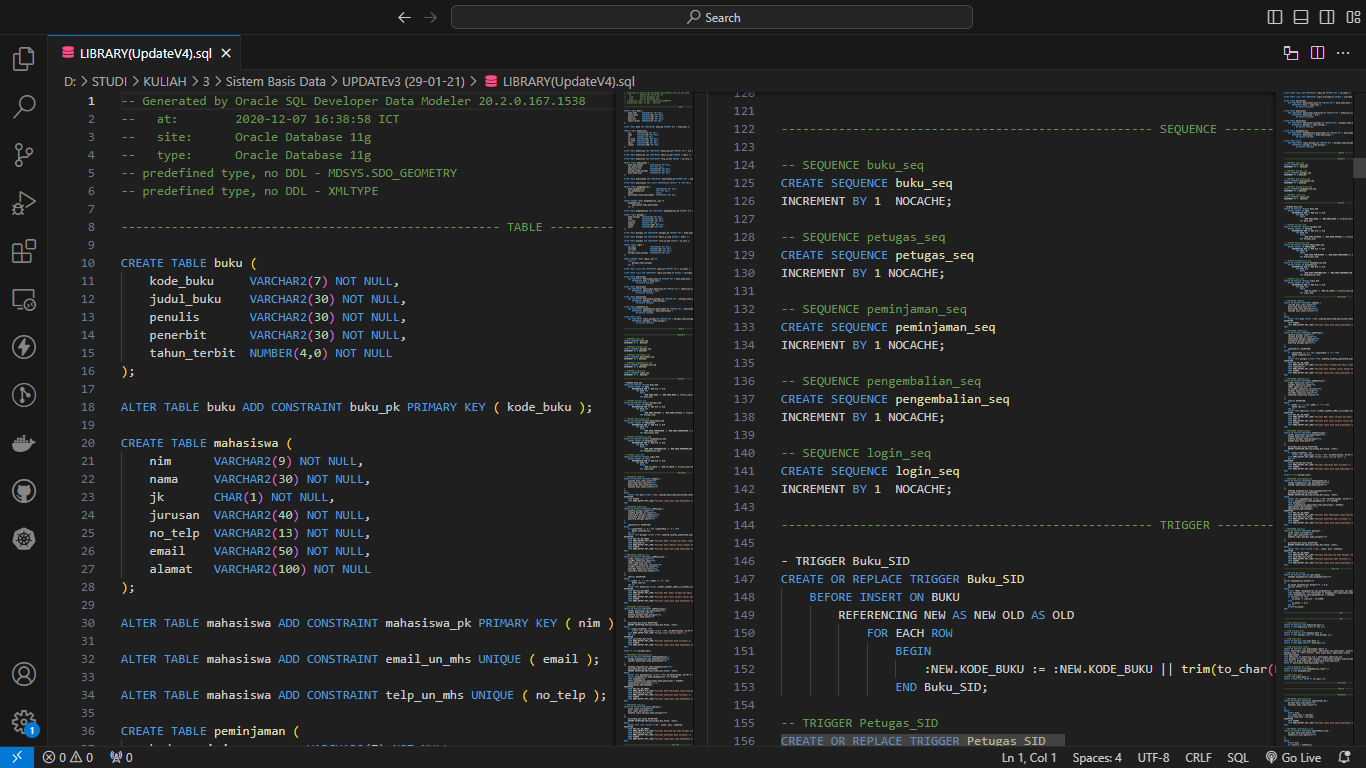 Search
LIBRARY(UpdateV4).sql
D: > STUDI > KULIAH > 3 > Sistem Basis Data > UPDATEv3 (29-01-21) > LIBRARY(UpdateV4).sql
1 -- Generated by Oracle SQL Developer Data Modeler 20.2.0.167.1538
2 --   at:        2020-12-07 16:38:58 ICT
3 --   site:      Oracle Database 11g
4 --   type:      Oracle Database 11g
5 -- predefined type, no DDL - MDSYS.SDO_GEOMETRY
6 -- predefined type, no DDL - XMLTYPE
7
8 ----------------------------------------------------- TABLE ---------
9
10 CREATE TABLE buku (
11     kode_buku     VARCHAR2(7) NOT NULL,
12     judul_buku    VARCHAR2(30) NOT NULL,
13     penulis       VARCHAR2(30) NOT NULL,
14     penerbit      VARCHAR2(30) NOT NULL,
15     tahun_terbit  NUMBER(4,0) NOT NULL
16 );
17
18 ALTER TABLE buku ADD CONSTRAINT buku_pk PRIMARY KEY ( kode_buku );
19
20 CREATE TABLE mahasiswa (
21     nim      VARCHAR2(9) NOT NULL,
22     nama     VARCHAR2(30) NOT NULL,
23     jk       CHAR(1) NOT NULL,
24     jurusan  VARCHAR2(40) NOT NULL,
25     no_telp  VARCHAR2(13) NOT NULL,
26     email    VARCHAR2(50) NOT NULL,
27     alamat   VARCHAR2(100) NOT NULL
28 );
29
30 ALTER TABLE mahasiswa ADD CONSTRAINT mahasiswa_pk PRIMARY KEY ( nim )
31
32 ALTER TABLE mahasiswa ADD CONSTRAINT email_un_mhs UNIQUE ( email );
33
34 ALTER TABLE mahasiswa ADD CONSTRAINT telp_un_mhs UNIQUE ( no_telp );
35
36 CREATE TABLE peminjaman (
120
121
122 ---------------------------------------------------- SEQUENCE -------
123
124 -- SEQUENCE buku_seq
125 CREATE SEQUENCE buku_seq
126 INCREMENT BY 1  NOCACHE;
127
128 -- SEQUENCE petugas_seq
129 CREATE SEQUENCE petugas_seq
130 INCREMENT BY 1 NOCACHE;
131
132 -- SEQUENCE peminjaman_seq
133 CREATE SEQUENCE peminjaman_seq
134 INCREMENT BY 1 NOCACHE;
135
136 -- SEQUENCE pengembalian_seq
137 CREATE SEQUENCE pengembalian_seq
138 INCREMENT BY 1 NOCACHE;
139
140 -- SEQUENCE login_seq
141 CREATE SEQUENCE login_seq
142 INCREMENT BY 1  NOCACHE;
143
144 ---------------------------------------------------- TRIGGER --------
145
146 - TRIGGER Buku_SID
147 CREATE OR REPLACE TRIGGER Buku_SID
148     BEFORE INSERT ON BUKU
149         REFERENCING NEW AS NEW OLD AS OLD
150             FOR EACH ROW
151                 BEGIN
152                     :NEW.KODE_BUKU := :NEW.KODE_BUKU || trim(to_char(
153                 END Buku_SID;
154
155 -- TRIGGER Petugas_SID
156 CREATE OR REPLACE TRIGGER Petugas_SID
1
0 0 0 Ln 1, Col 1 Spaces: 4 UTF-8 CRLF SQL Go Live